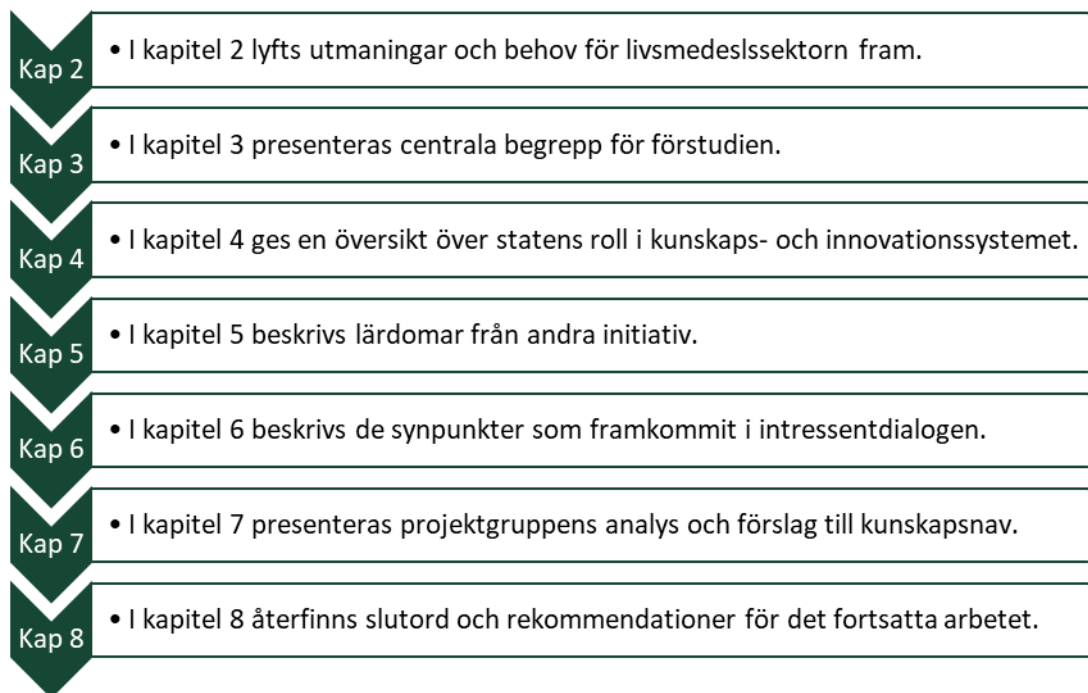 Kap 2
• I kapitel 2 lyfts utmaningar och behov för livsmedeslssektorn fram.
Kap 3
• I kapitel 3 presenteras centrala begrepp för förstudien.
Kap 4
• I kapitel 4 ges en översikt över statens roll i kunskaps- och innovationssystemet.
Kap 5
• I kapitel 5 beskrivs lärdomar från andra initiativ.
Kap 6
• I kapitel 6 beskrivs de synpunkter som framkommit i intressentdialogen.
Kap 7
• I kapitel 7 presenteras projektgruppens analys och förslag till kunskapsnav.
Kap 8
• I kapitel 8 återfinns slutord och rekommendationer för det fortsatta arbetet.